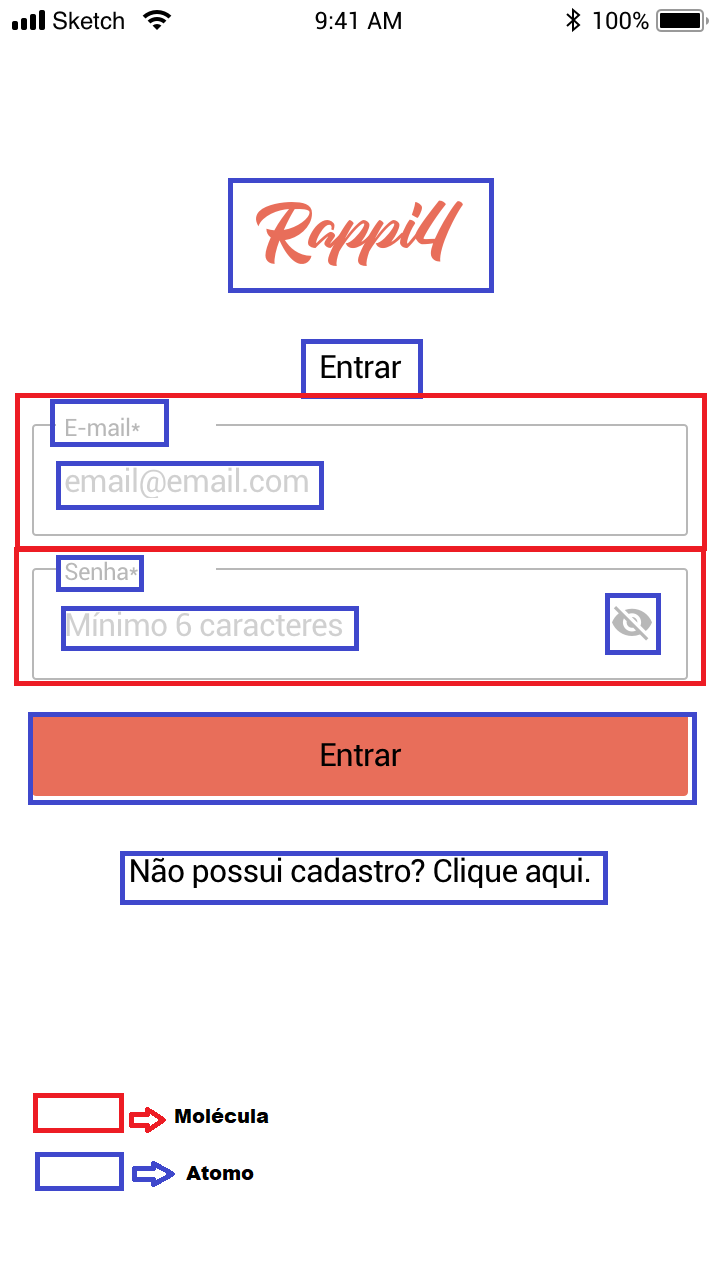 Sketch 9:41 AM 100%
Rappi4
Entrar
E-mail*
email@email.com
Senha*
Mínimo 6 caracteres
Entrar
Não possui cadastro? Clique aqui.
Molécula
Atomo